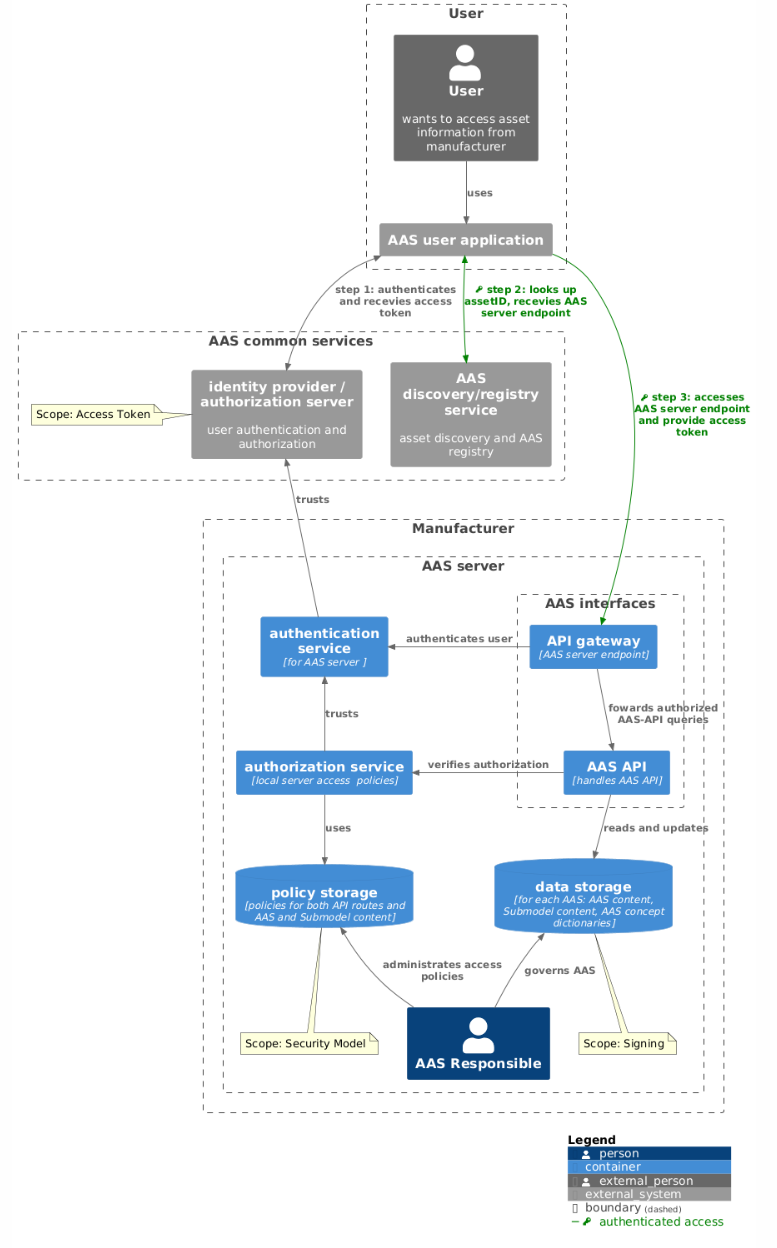 User
User
wants to access asset
information from
manufacturer
uses
AAS user application
step 1: authenticates
and recevies access
token
step 2: looks up
assetID, recevies AAS
server endpoint
AAS common services
identity provider /
authorization server
user authentication and
authorization
AAS
discovery/registry
service
asset discovery and AAS
registry
Scope: Access Token
step 3: accesses
AAS server endpoint
and provide access
token
trusts
Manufacturer
AAS server
AAS interfaces
authentication
service
[for AAS server ]
authenticates user
API gateway
[AAS server endpoint]
trusts
fowards authorized
AAS-API queries
authorization service
[local server access  policies]
verifies authorization
AAS API
[handles AAS API]
uses
reads and updates
policy storage
[policies for both API routes and
AAS and Submodel content]
data storage
[for each AAS: AAS content,
Submodel content, AAS concept
dictionaries]
administrates access
policies
governs AAS
Scope: Security Model
AAS Responsible
Scope: Signing
Legend
person
container
external_person
external_system
boundary (dashed)
authenticated access